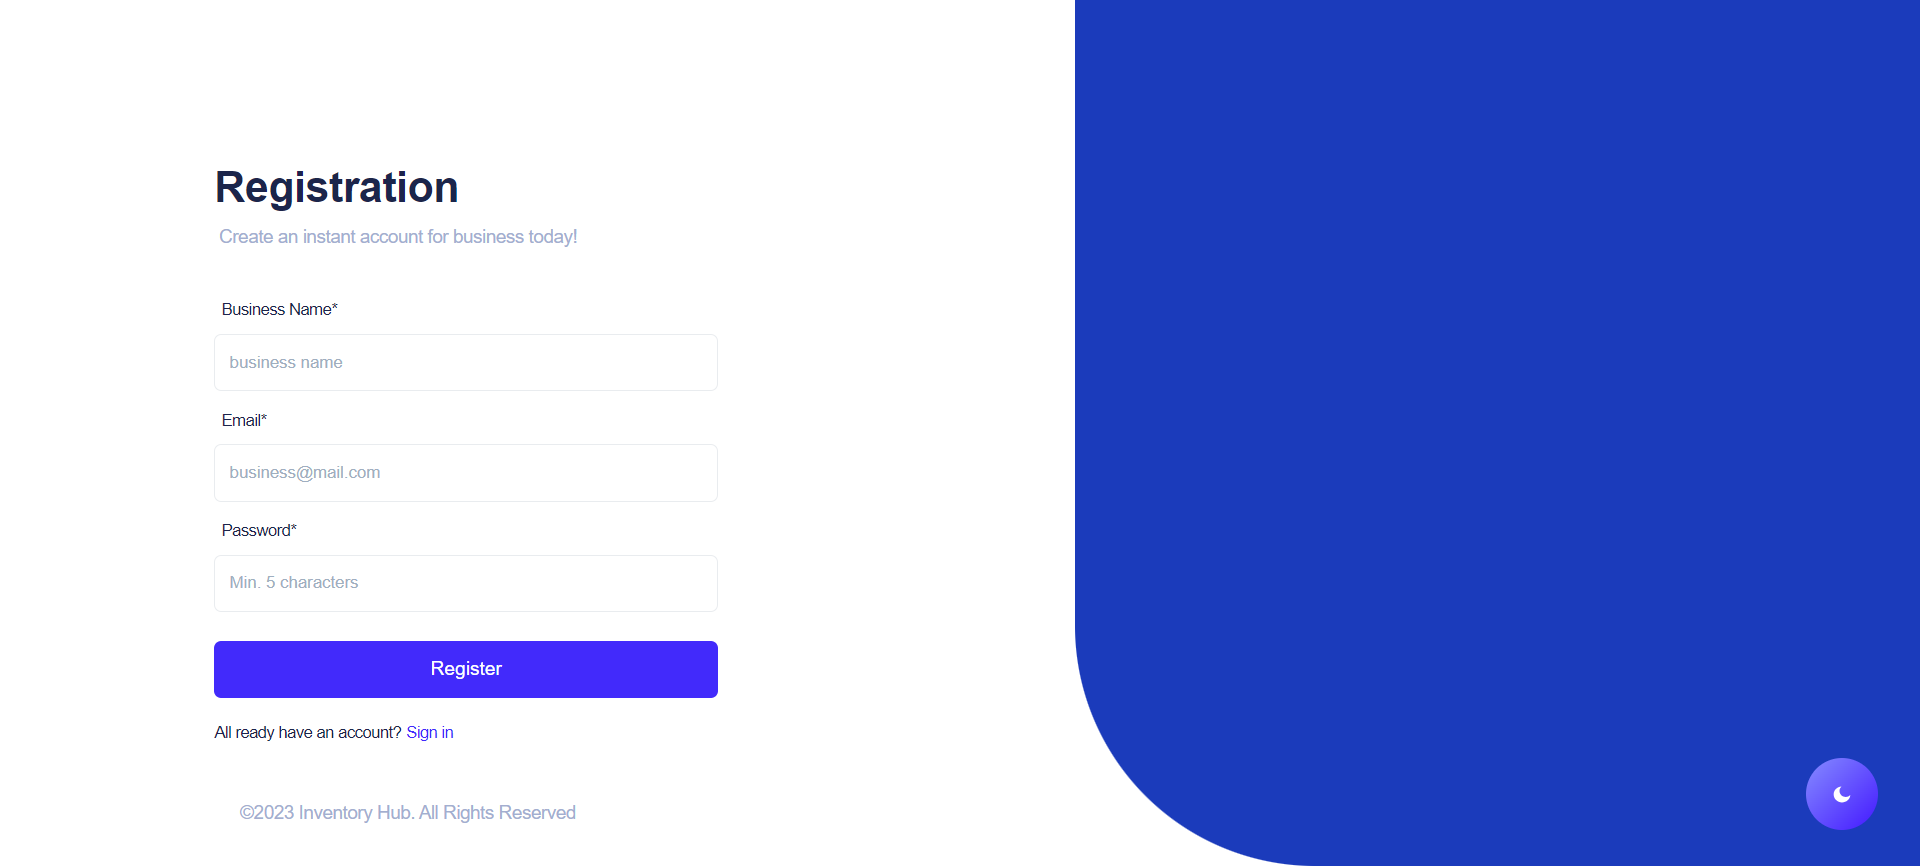 Registration
Create an instant account for business today!
Business Name*
business name
Email*
business@mail.com
Password*
Min. 5 characters
Register
All ready have an account? Sign in
©2023 Inventory Hub. All Rights Reserved